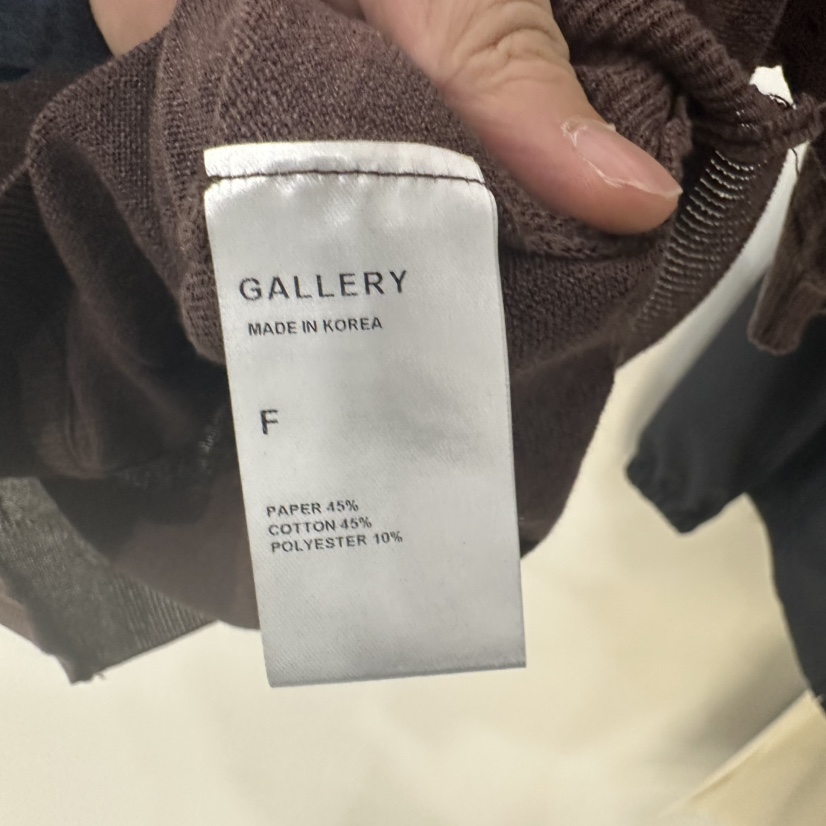 GALLERY
MADE IN KOREA
F
PAPER 45%
COTTON 45%
POLYESTER 10%